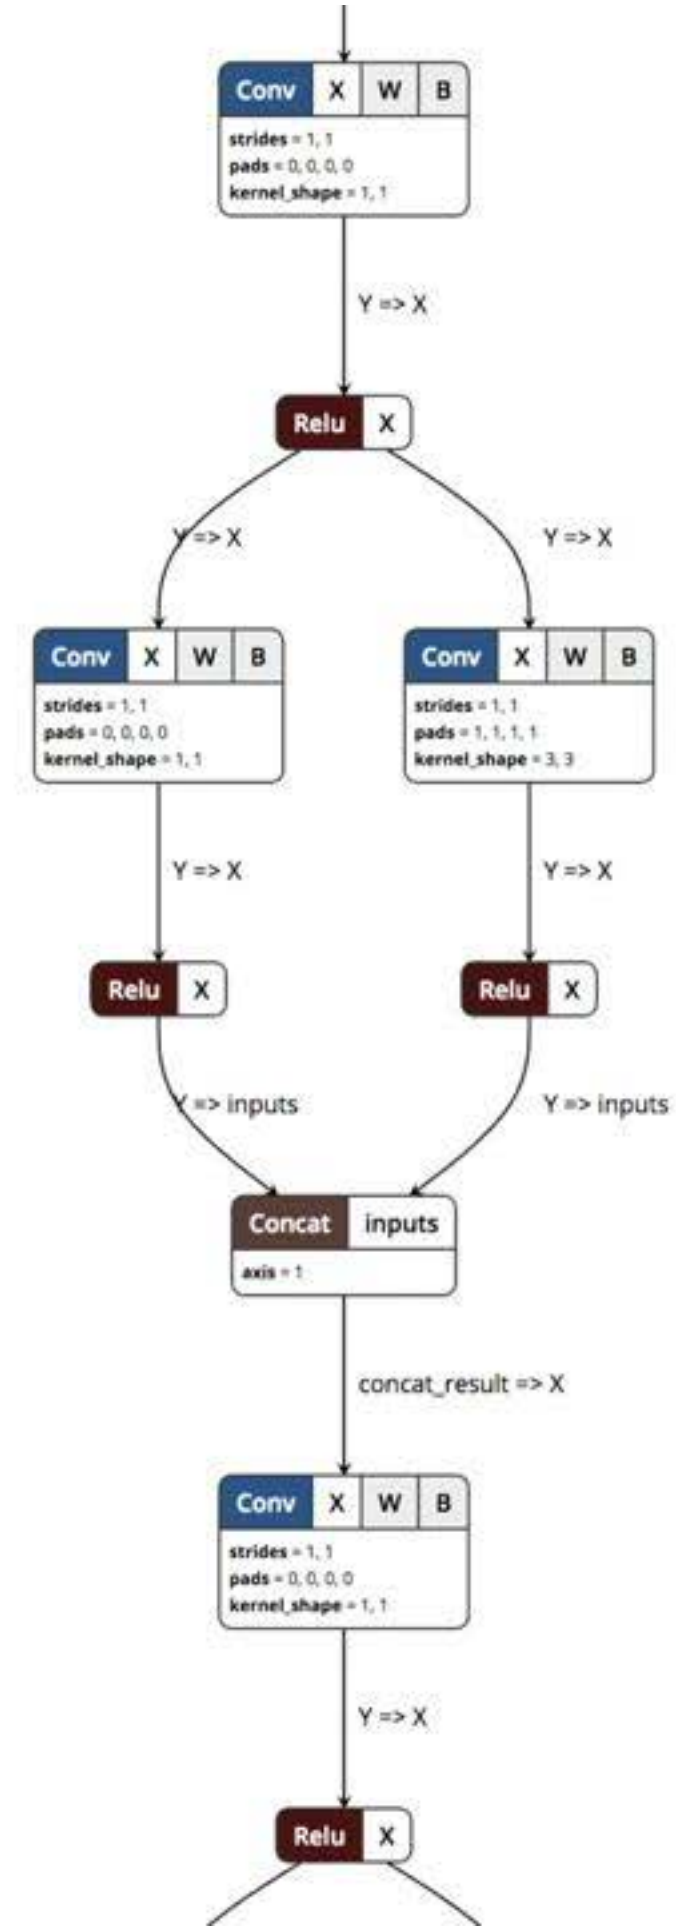 Conv X W B
strides = 1, 1
pads = 0, 0, 0, 0
kernel_shape = 1, 1
Y => X
Relu X
Y => X
Y => X
Conv X W B
strides = 1, 1
pads = 0, 0, 0, 0
kernel_shape = 1, 1
Conv X W B
strides = 1, 1
pads = 1, 1, 1, 1
kernel_shape = 3, 3
Y => X
Y => X
Relu X
Relu X
Y => inputs
Y => inputs
Concat inputs
axis = 1
concat_result => X
Conv X W B
strides = 1, 1
pads = 0, 0, 0, 0
kernel_shape = 1, 1
Y => X
Relu X